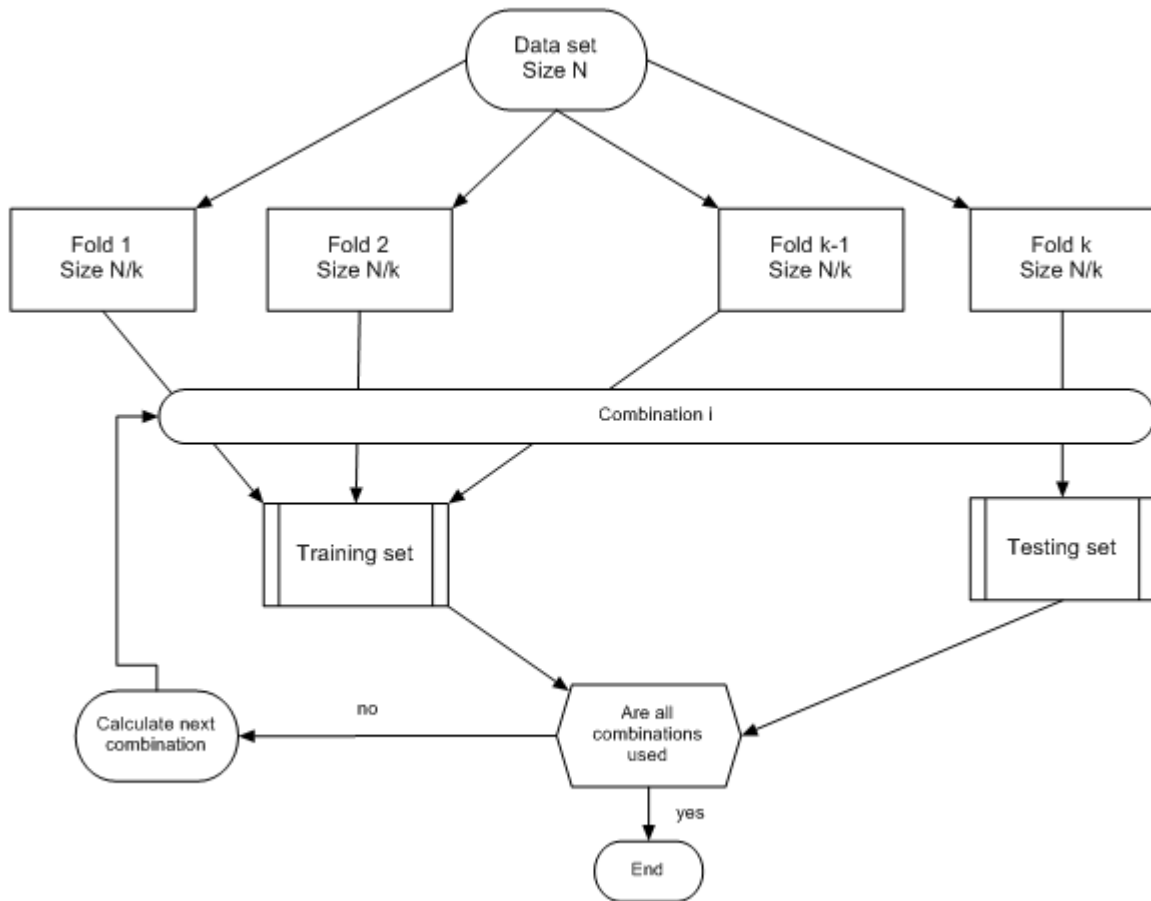 Data set
Size N
Fold 1
Size N/k
Fold 2
Size N/k
Fold k-1
Size N/k
Fold k
Size N/k
Combination i
Training set
Testing set
Calculate next
combination
no
Are all
combinations
used
yes
End